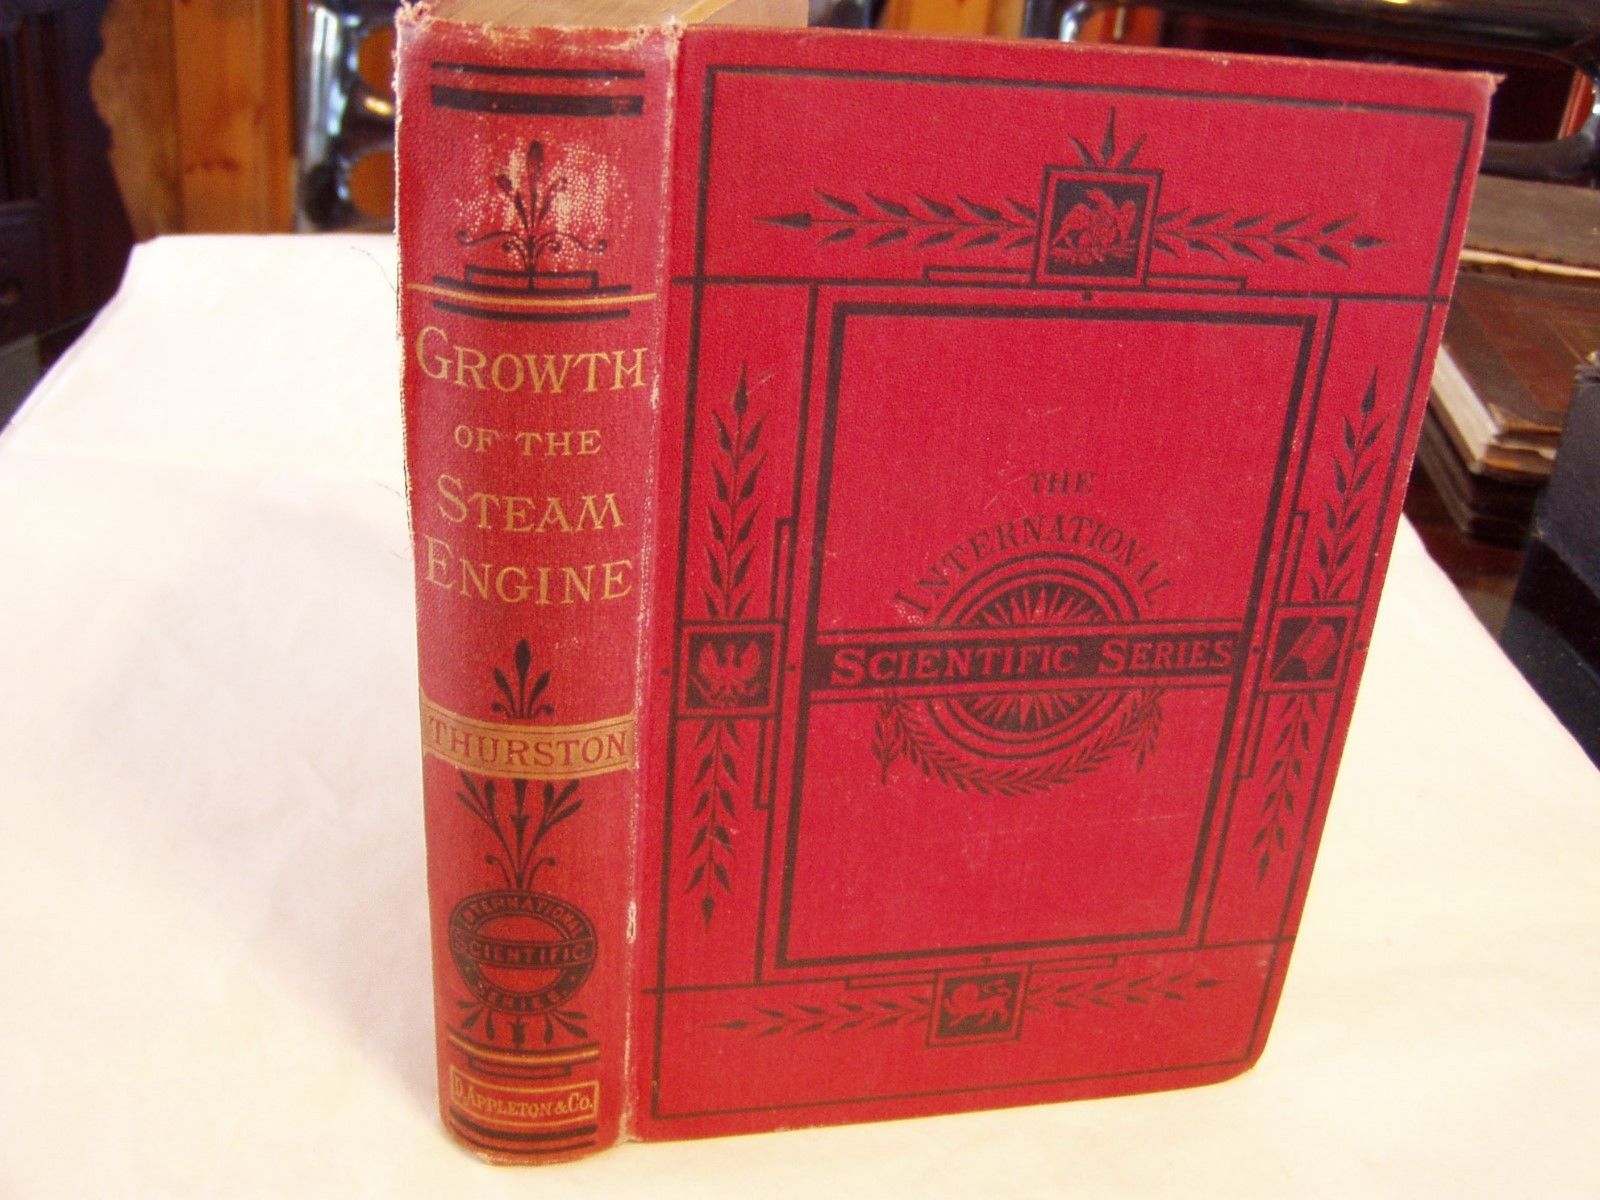 GROWTH
OF THE
STEAM
ENGINE
THURSTON
INTERNATIONAL
SCIENTIFIC
SERIES
D. APPLETON & CO.
THE
INTERNATIONAL
SCIENTIFIC SERIES